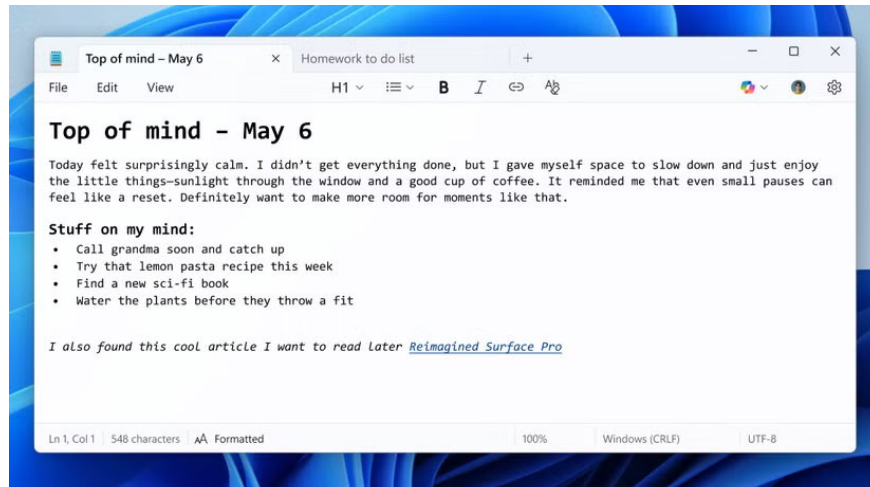 Top of mind – May 6
Homework to do list
File Edit View H1 B I
Top of mind – May 6
Today felt surprisingly calm. I didn’t get everything done, but I gave myself space to slow down and just enjoy
the little things—sunlight through the window and a good cup of coffee. It reminded me that even small pauses can
feel like a reset. Definitely want to make more room for moments like that.
Stuff on my mind:
• Call grandma soon and catch up
• Try that lemon pasta recipe this week
• Find a new sci-fi book
• Water the plants before they throw a fit
I also found this cool article I want to read later Reimagined Surface Pro
Ln 1, Col 1 548 characters Formatted 100% Windows (CRLF) UTF-8